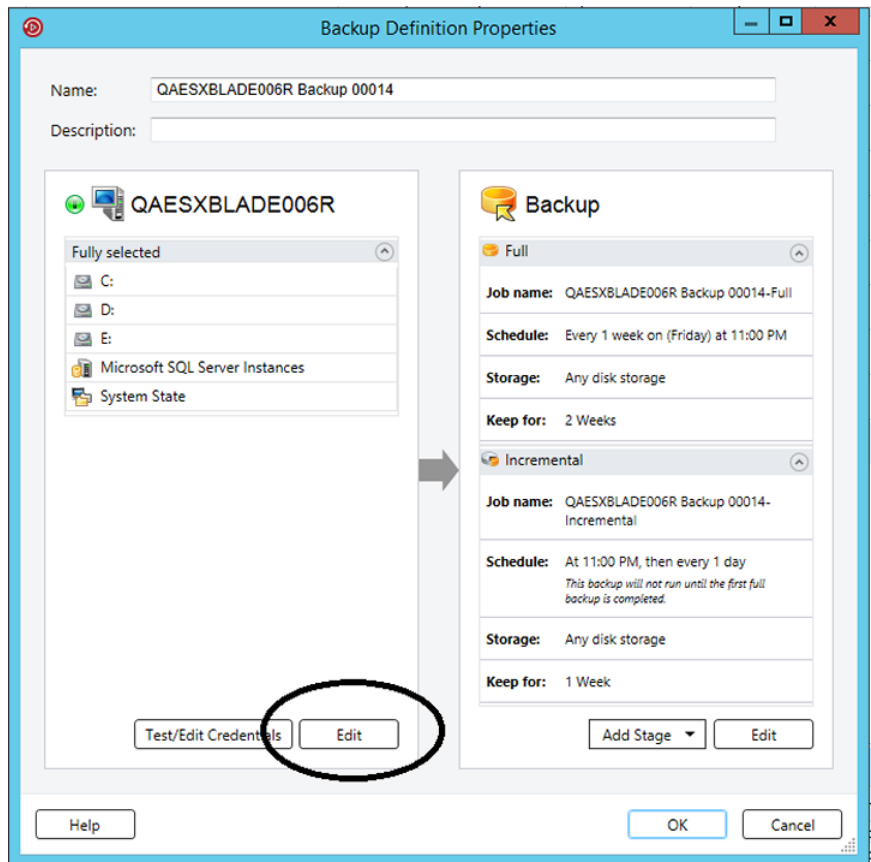 Backup Definition Properties
Name:
QAESXBLADE006R Backup 00014
Description:
QAESXBLADE006R
Fully selected
C:
D:
E:
Microsoft SQL Server Instances
System State
Test/Edit Credentials
Edit
Backup
Full
Job name: QAESXBLADE006R Backup 00014-Full
Schedule: Every 1 week on (Friday) at 11:00 PM
Storage: Any disk storage
Keep for: 2 Weeks
Incremental
Job name: QAESXBLADE006R Backup 00014-
Incremental
Schedule: At 11:00 PM, then every 1 day
This backup will not run until the first full
backup is completed.
Storage: Any disk storage
Keep for: 1 Week
Add Stage
Edit
Help
OK
Cancel